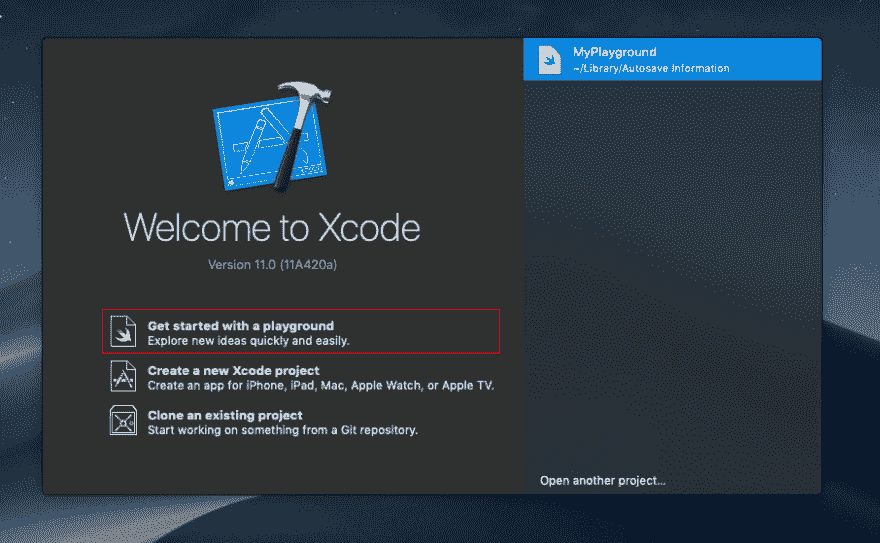 Welcome to Xcode
Version 11.0 (11A420a)
Get started with a playground
Explore new ideas quickly and easily.
Create a new Xcode project
Create an app for iPhone, iPad, Mac, Apple Watch, or Apple TV.
Clone an existing project
Start working on something from a Git repository.
MyPlayground
~/Library/Autosave Information
Open another project...